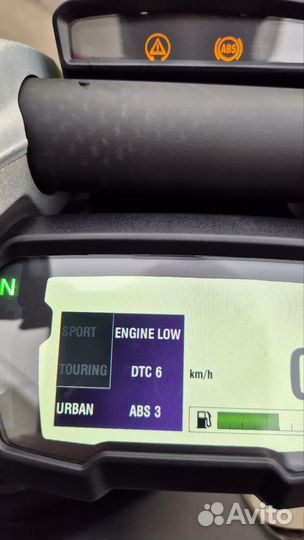 ABS
N
SPORT ENGINE LOW
TOURING DTC 6 km/h
URBAN ABS 3
Avito